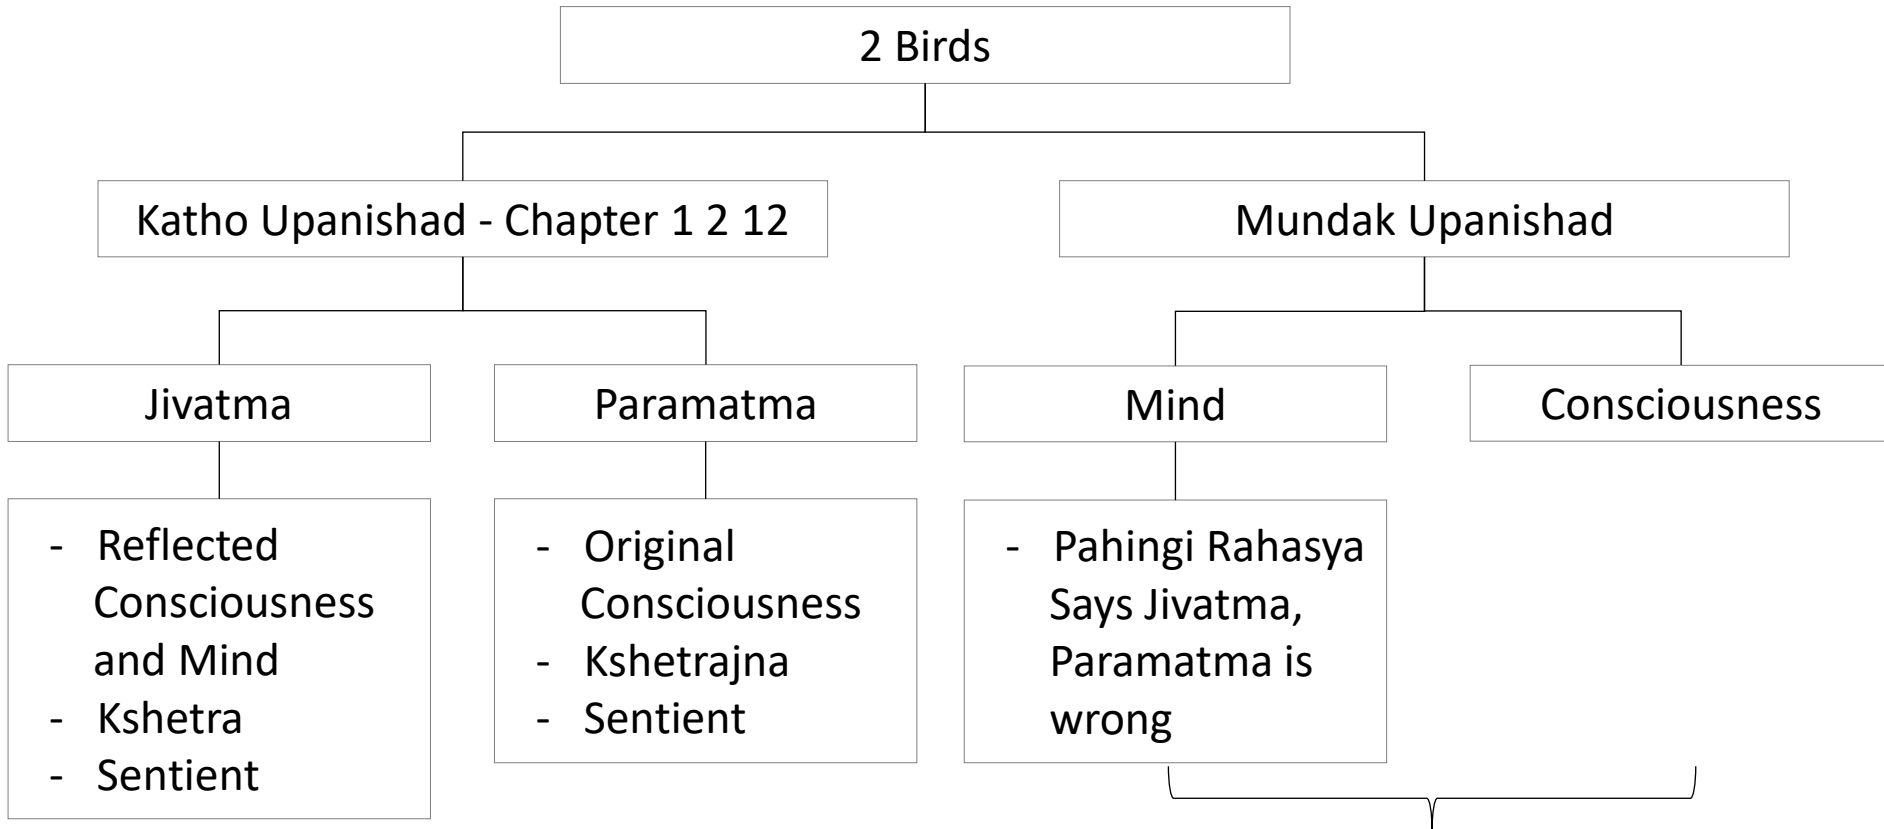 2 Birds
Katho Upanishad - Chapter 1 2 12
Mundak Upanishad
Jivatma
Paramatma
Mind
Consciousness
- Reflected
Consciousness
and Mind
- Kshetra
- Sentient
- Original
Consciousness
- Kshetrajna
- Sentient
- Pahingi Rahasya
Says Jivatma,
Paramatma is
wrong